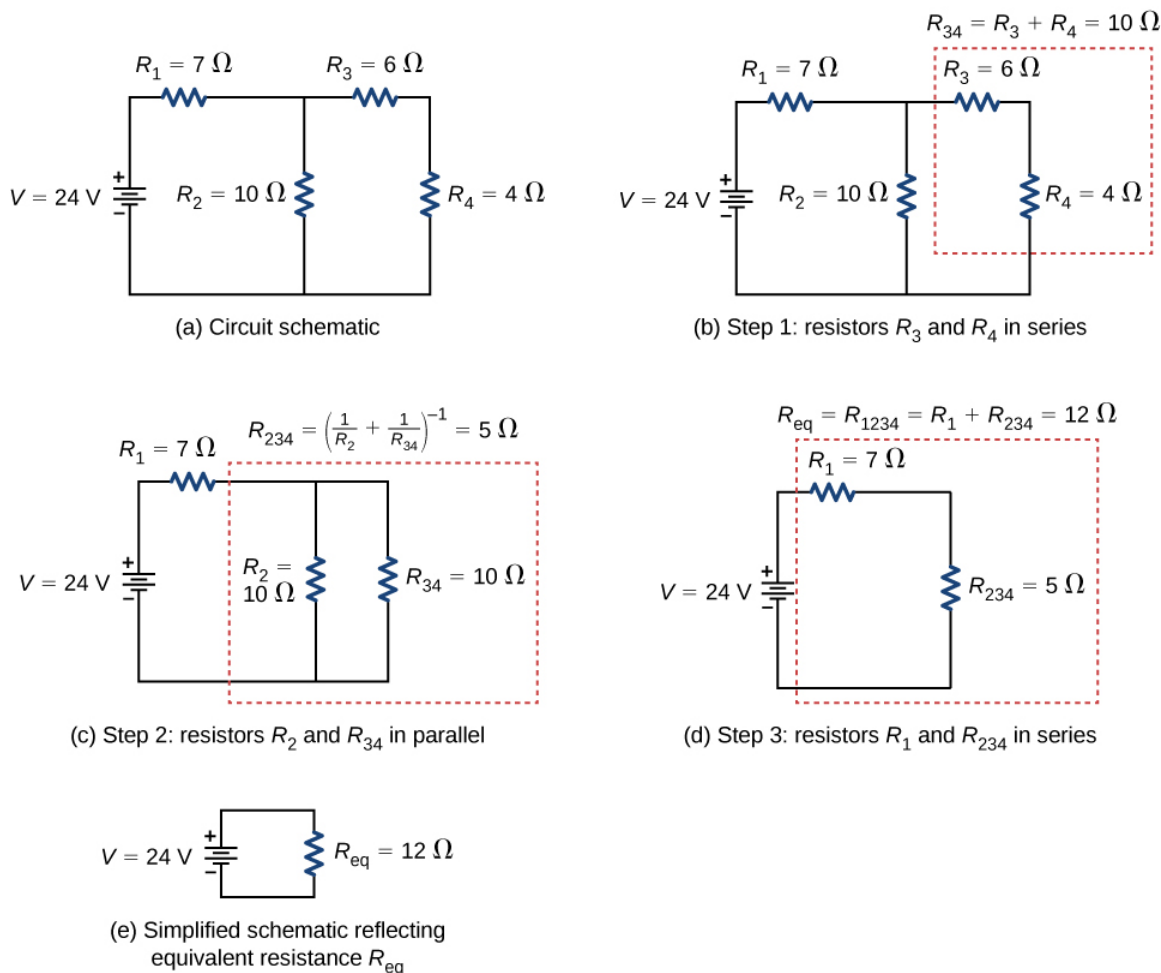 R1 = 7 Ω
R3 = 6 Ω
V = 24 V
+
−
R2 = 10 Ω
R4 = 4 Ω
(a) Circuit schematic
R34 = R3 + R4 = 10 Ω
R1 = 7 Ω
R3 = 6 Ω
V = 24 V
+
−
R2 = 10 Ω
R4 = 4 Ω
(b) Step 1: resistors R3 and R4 in series
R234 = (1/R2 + 1/R34)^−1 = 5 Ω
R1 = 7 Ω
V = 24 V
+
−
R2 =
10 Ω
R34 = 10 Ω
(c) Step 2: resistors R2 and R34 in parallel
Req = R1234 = R1 + R234 = 12 Ω
R1 = 7 Ω
V = 24 V
+
−
R234 = 5 Ω
(d) Step 3: resistors R1 and R234 in series
V = 24 V
+
−
Req = 12 Ω
(e) Simplified schematic reflecting
equivalent resistance Req